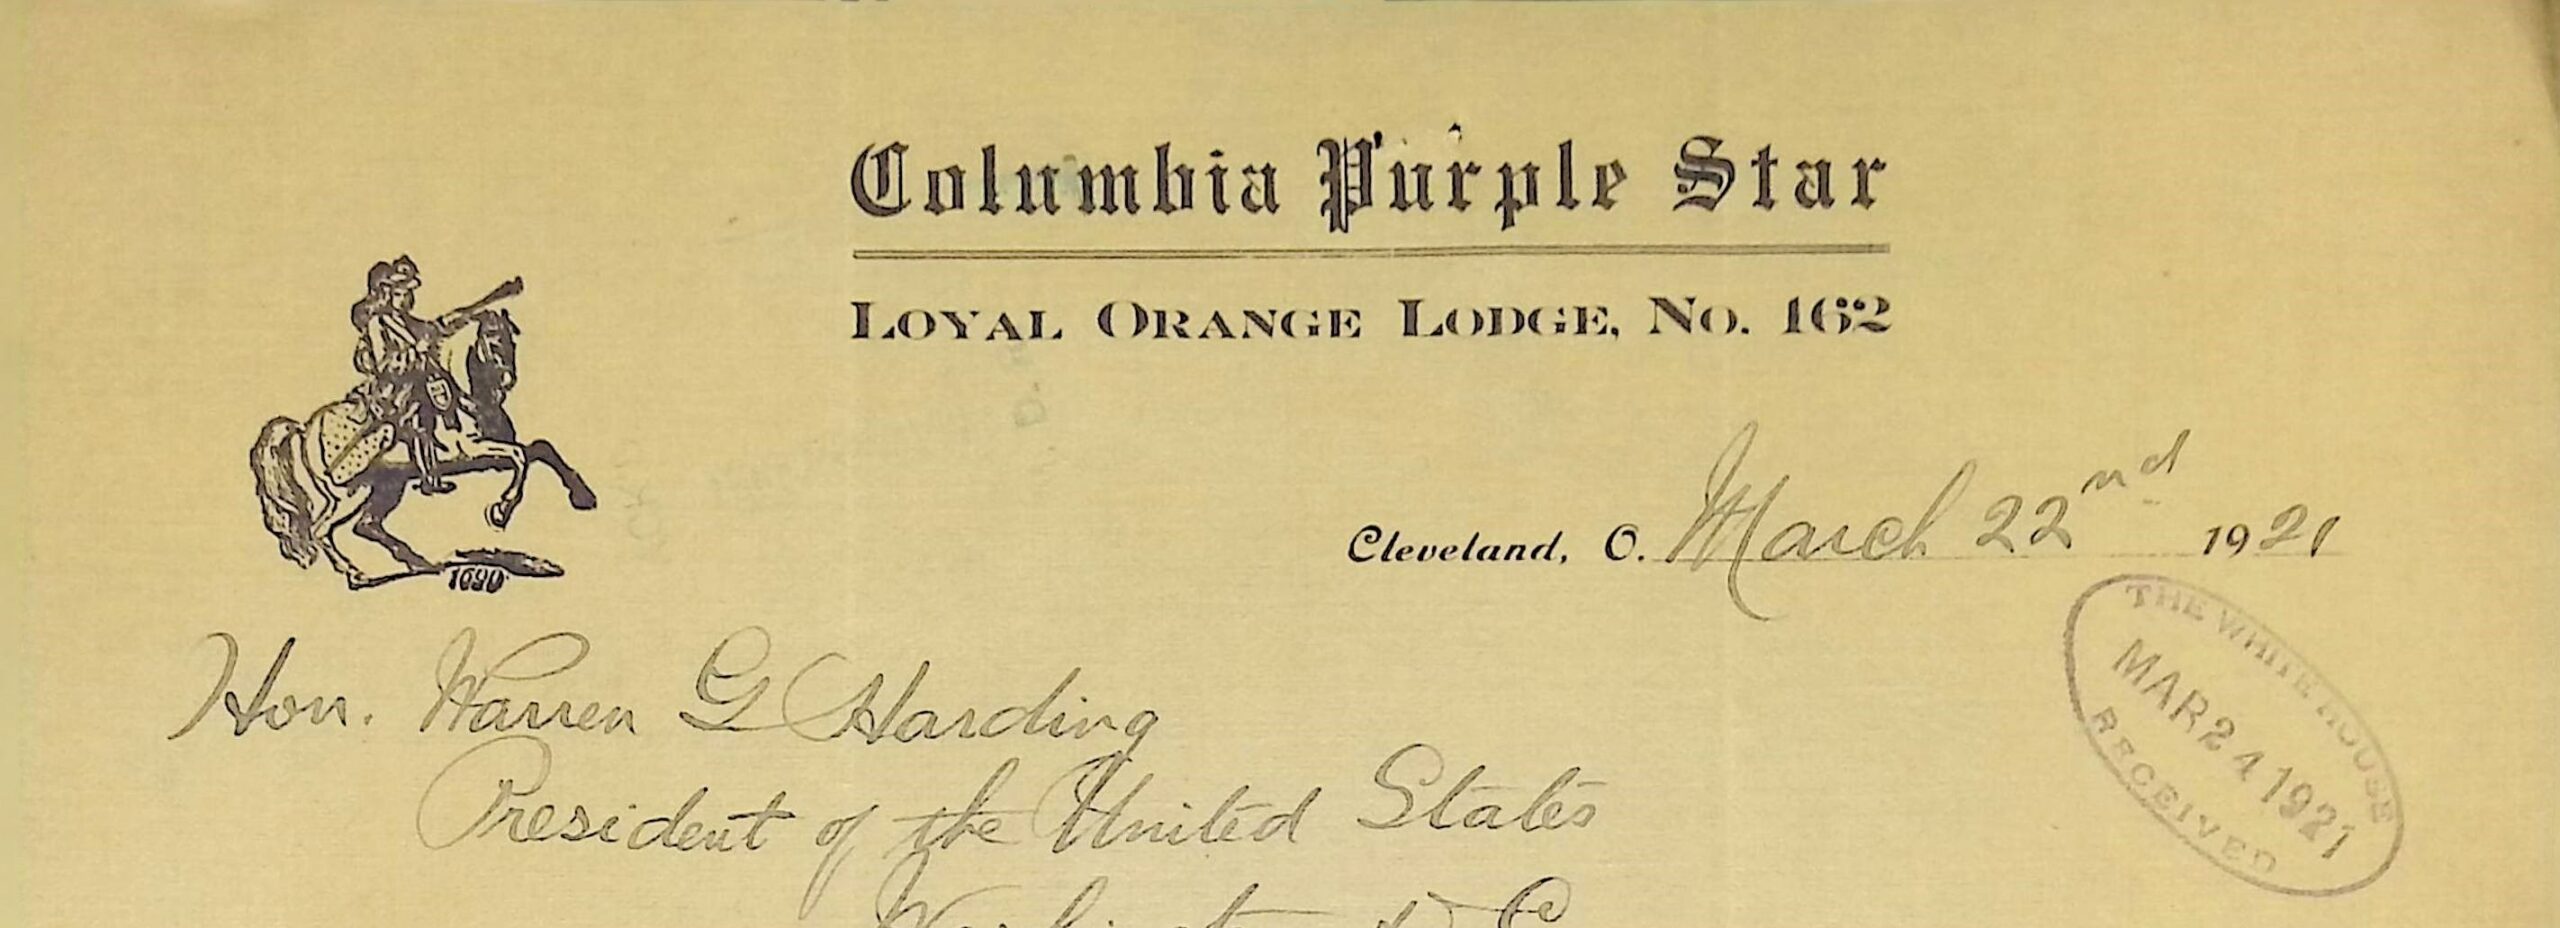 Columbia Purple Star
LOYAL ORANGE LODGE, No. 162
1690
Cleveland, O. March 22nd 1921
THE WHITE HOUSE
MAR 24 1921
RECEIVED
Hon. Warren G Harding
President of the United States
Washington D C